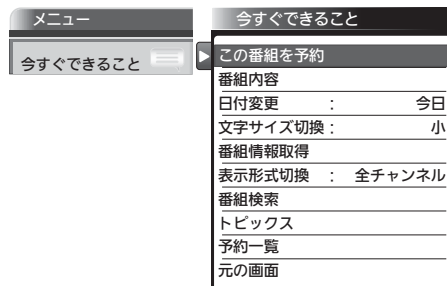 メニュー
今すぐできること
今すぐできること
この番組を予約
番組内容
日付変更 : 今日
文字サイズ切換 : 小
番組情報取得
表示形式切換 : 全チャンネル
番組検索
トピックス
予約一覧
元の画面